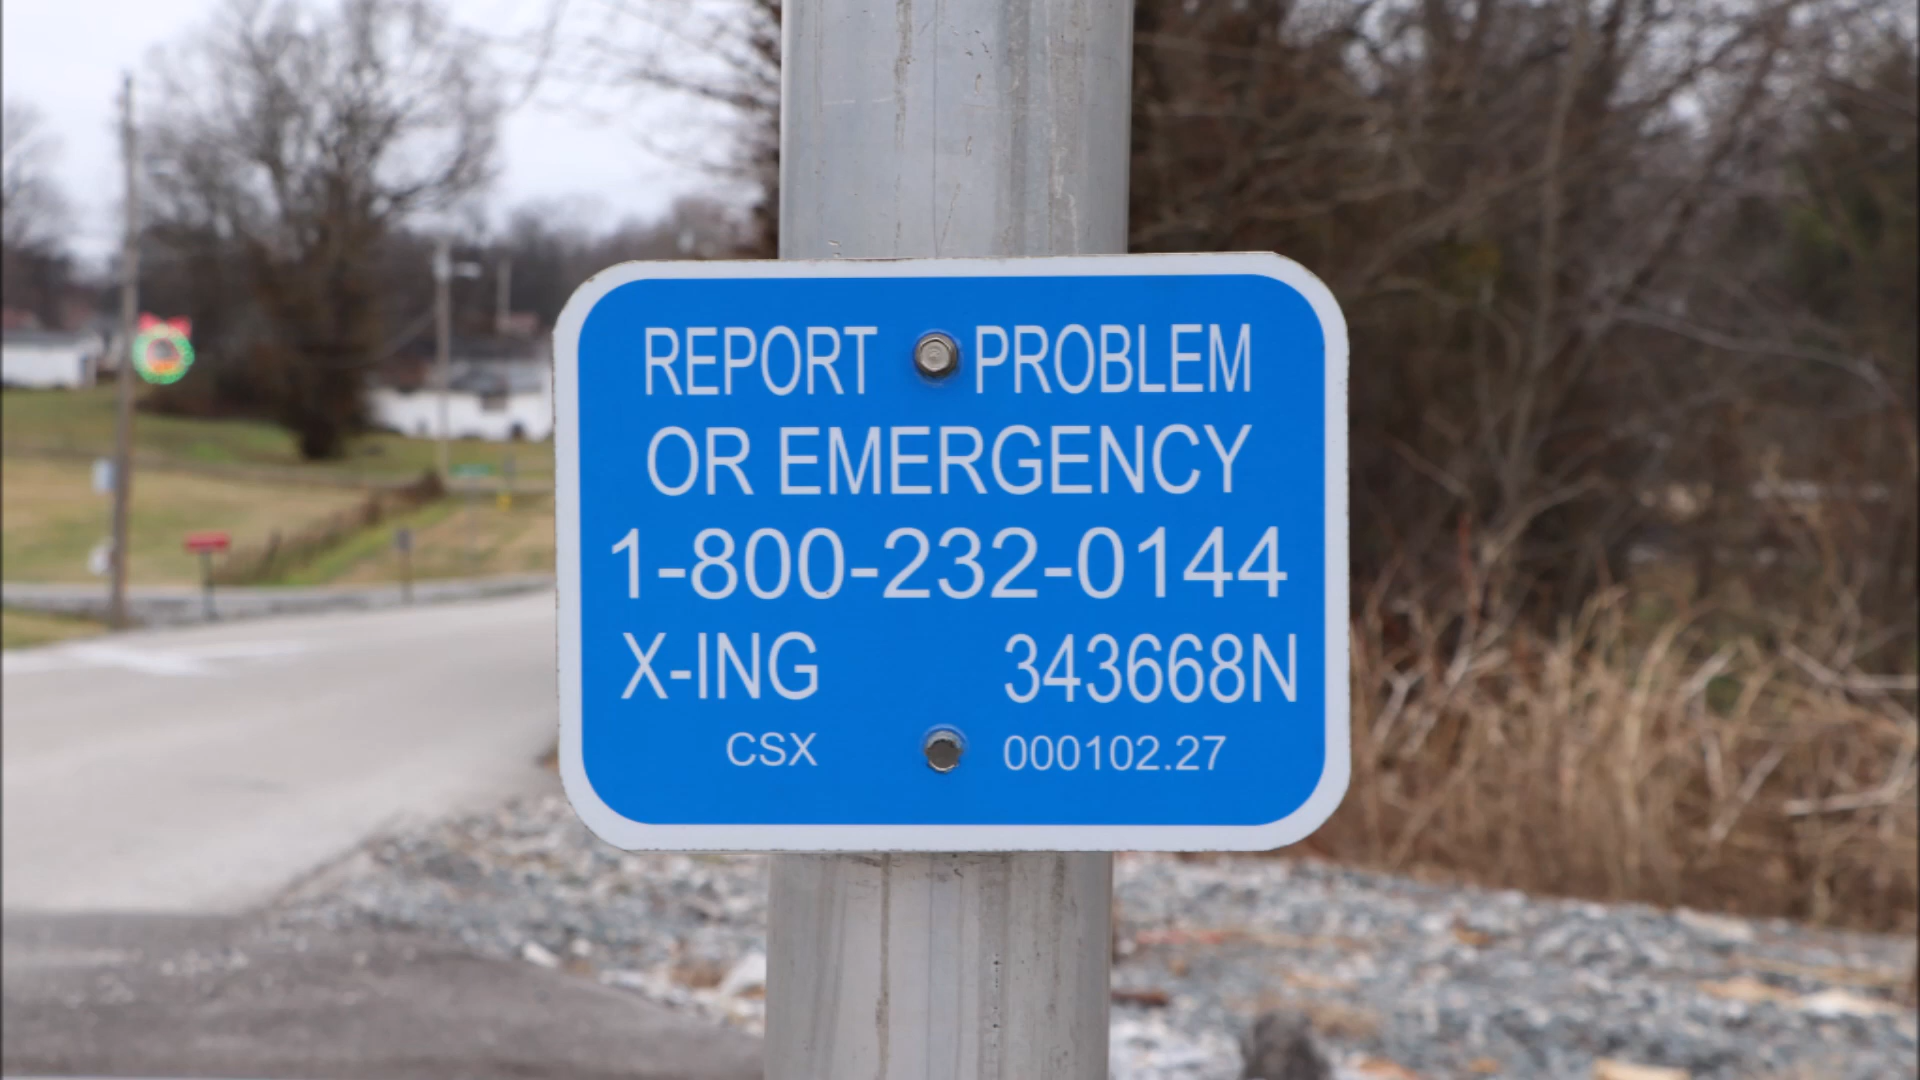 REPORT PROBLEM
OR EMERGENCY
1-800-232-0144
X-ING 343668N
CSX 000102.27